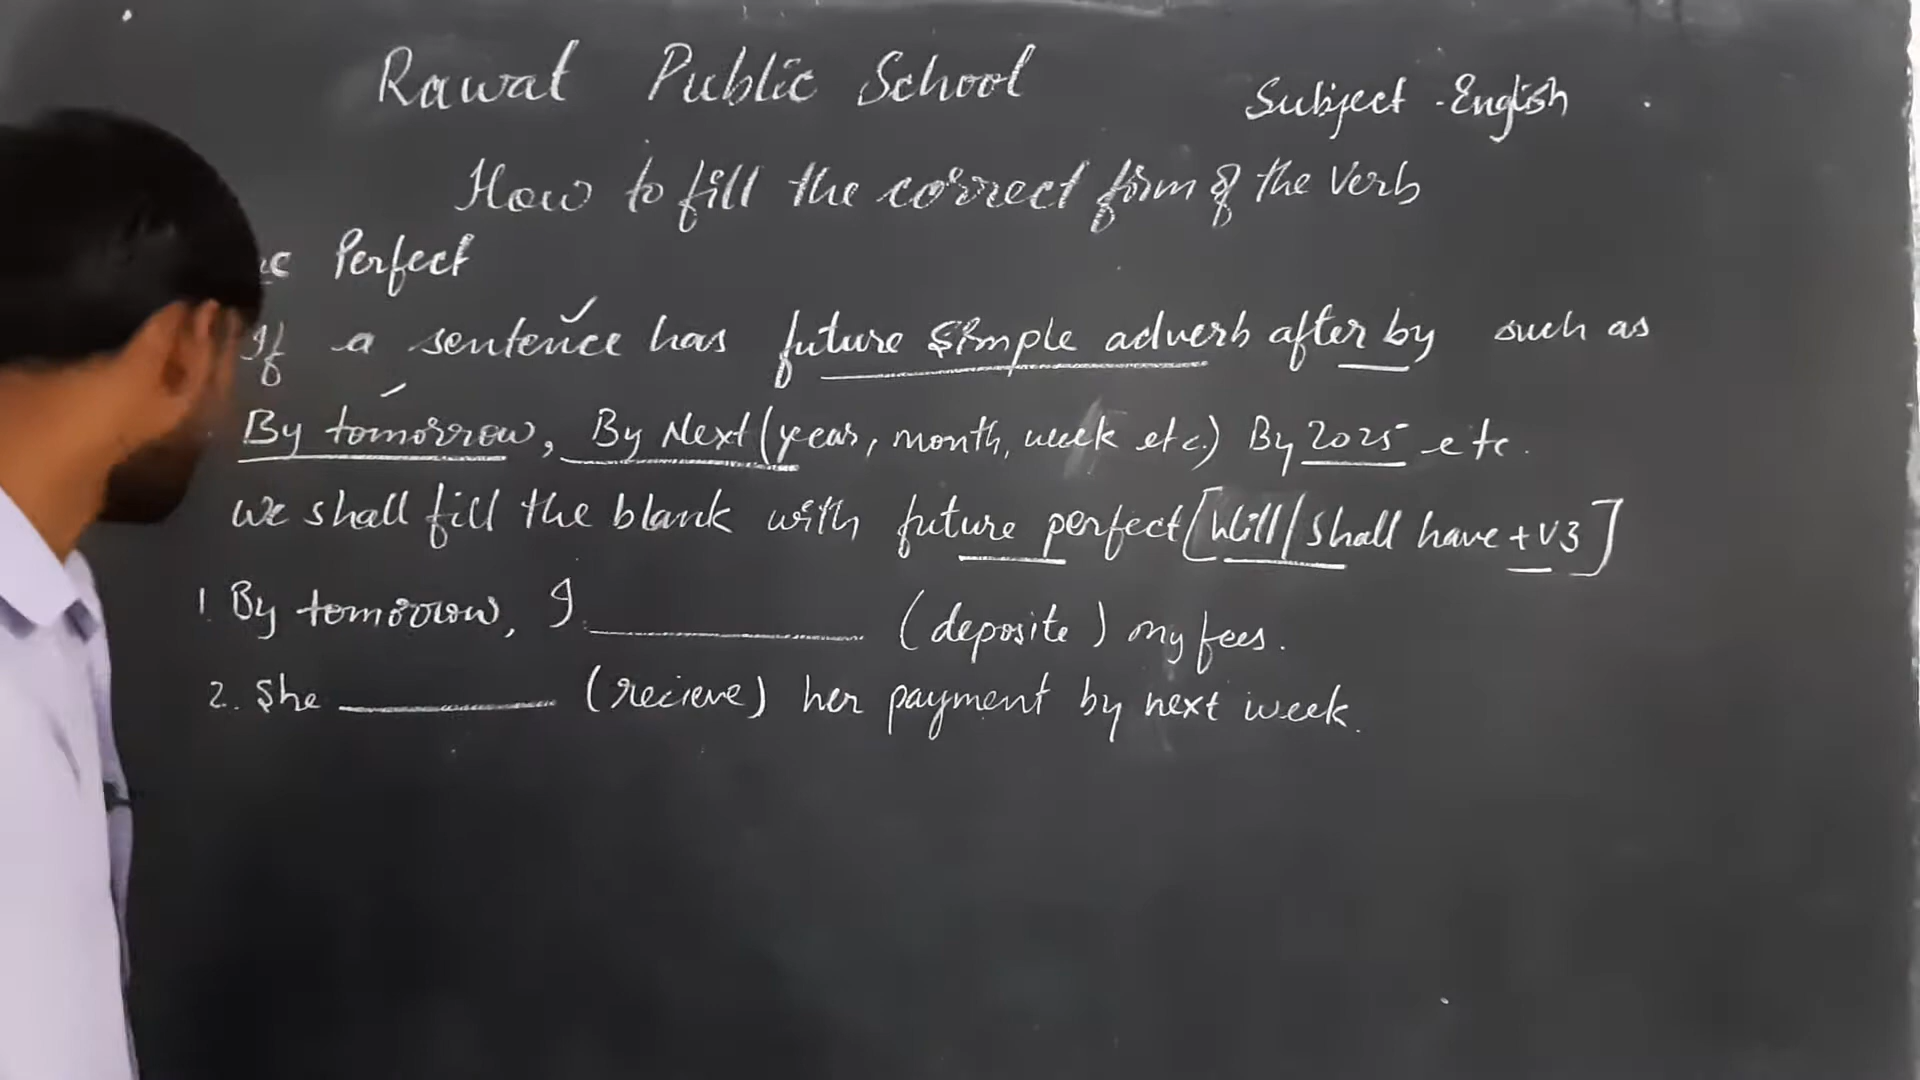 Rawat Public School
Subject - English
How to fill the correct form of the Verb
Perfect
If a sentence has future Simple adverb after by such as
By tomorrow, By Next (year, month, week etc.) By 2025 etc.
We shall fill the blank with future perfect [Will/Shall have + V3]
1. By tomorrow, I ________ (deposite) my fees.
2. She ________ (recieve) her payment by next week.